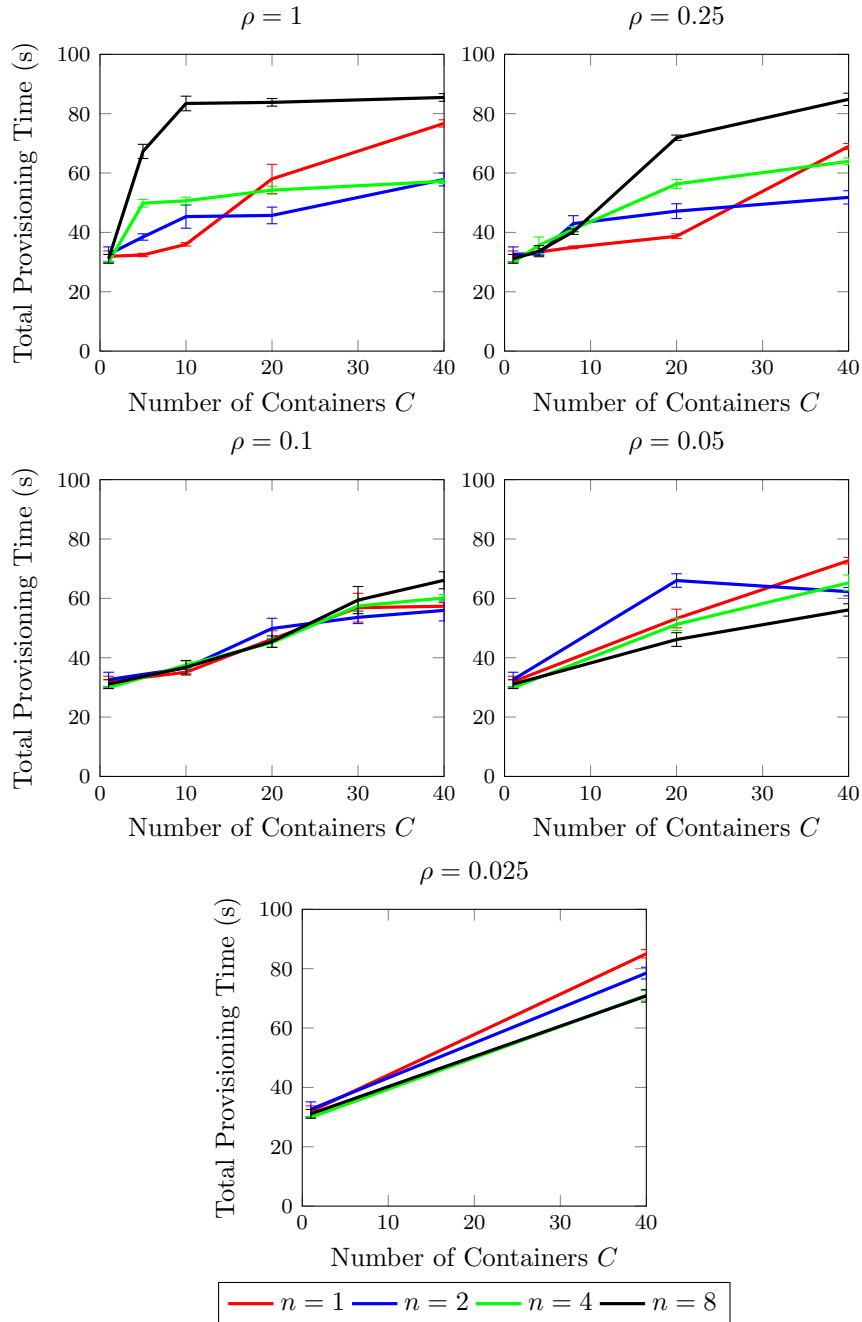 ρ = 1
ρ = 0.25
Total Provisioning Time (s)
100
80
60
40
20
0
0 10 20 30 40
Number of Containers C
100
80
60
40
20
0
0 10 20 30 40
Number of Containers C
ρ = 0.1
ρ = 0.05
Total Provisioning Time (s)
100
80
60
40
20
0
0 10 20 30 40
Number of Containers C
100
80
60
40
20
0
0 10 20 30 40
Number of Containers C
ρ = 0.025
Total Provisioning Time (s)
100
80
60
40
20
0
0 10 20 30 40
Number of Containers C
n = 1 n = 2 n = 4 n = 8